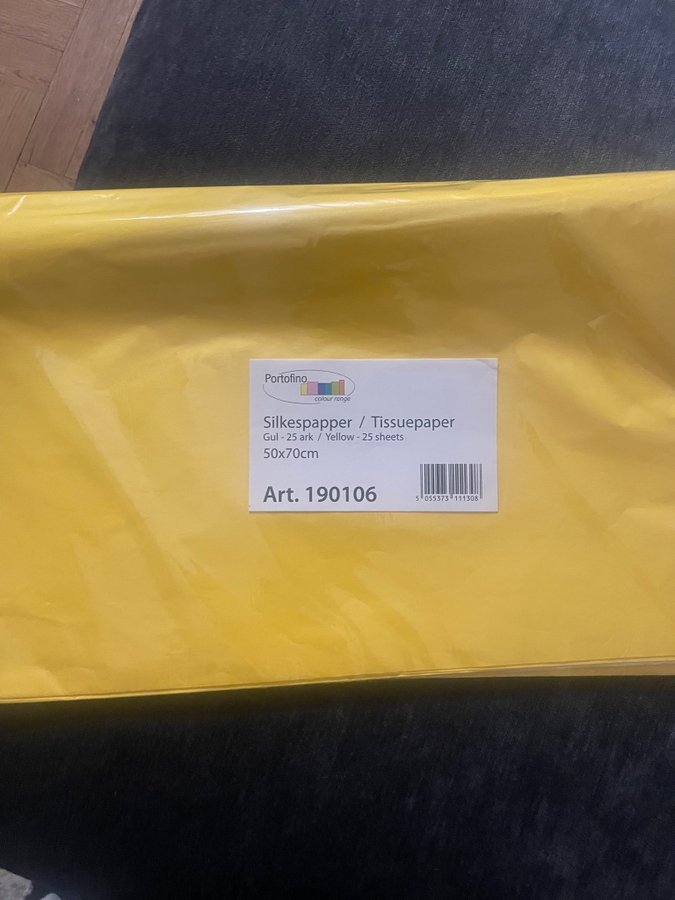 Portofino
colour range
Silkespapper / Tissuepaper
Gul - 25 ark / Yellow - 25 sheets
50x70cm
Art. 190106
5 055373 111308